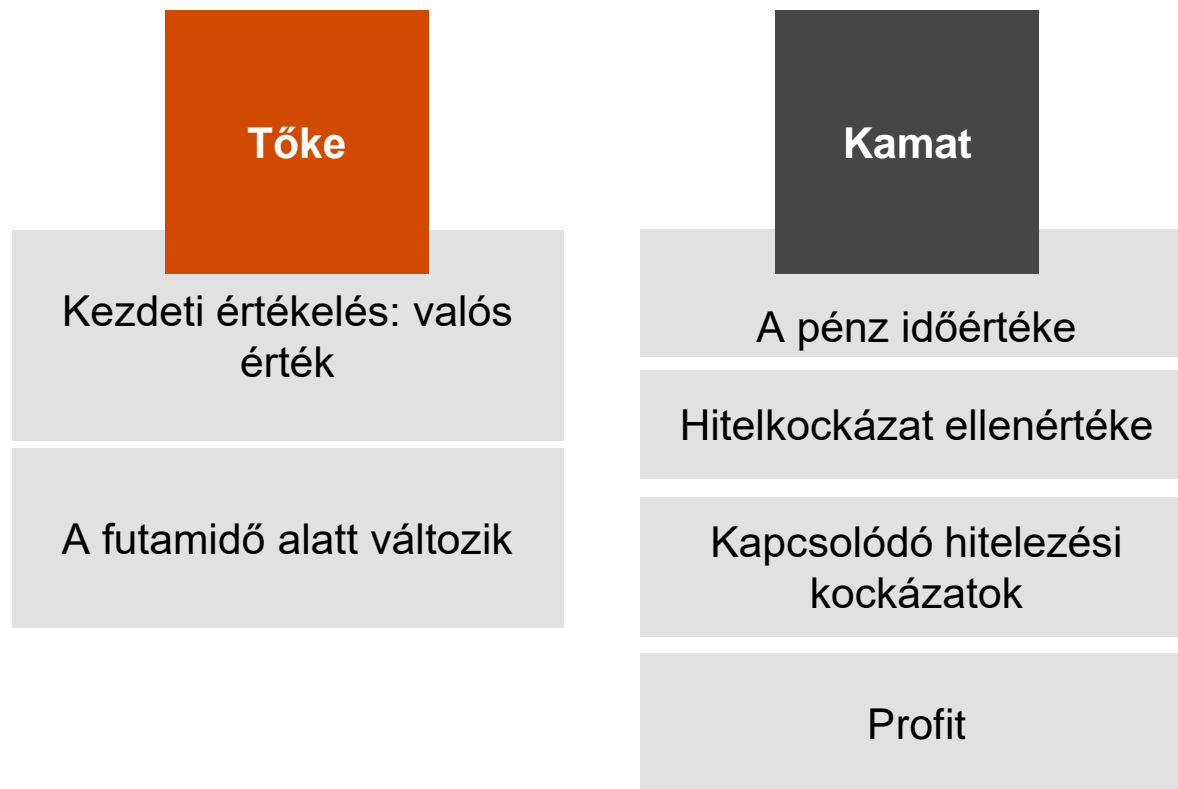 Tőke
Kezdeti értékelés: valós
érték
A futamidő alatt változik
Kamat
A pénz időértéke
Hitelkockázat ellenértéke
Kapcsolódó hitelezési
kockázatok
Profit